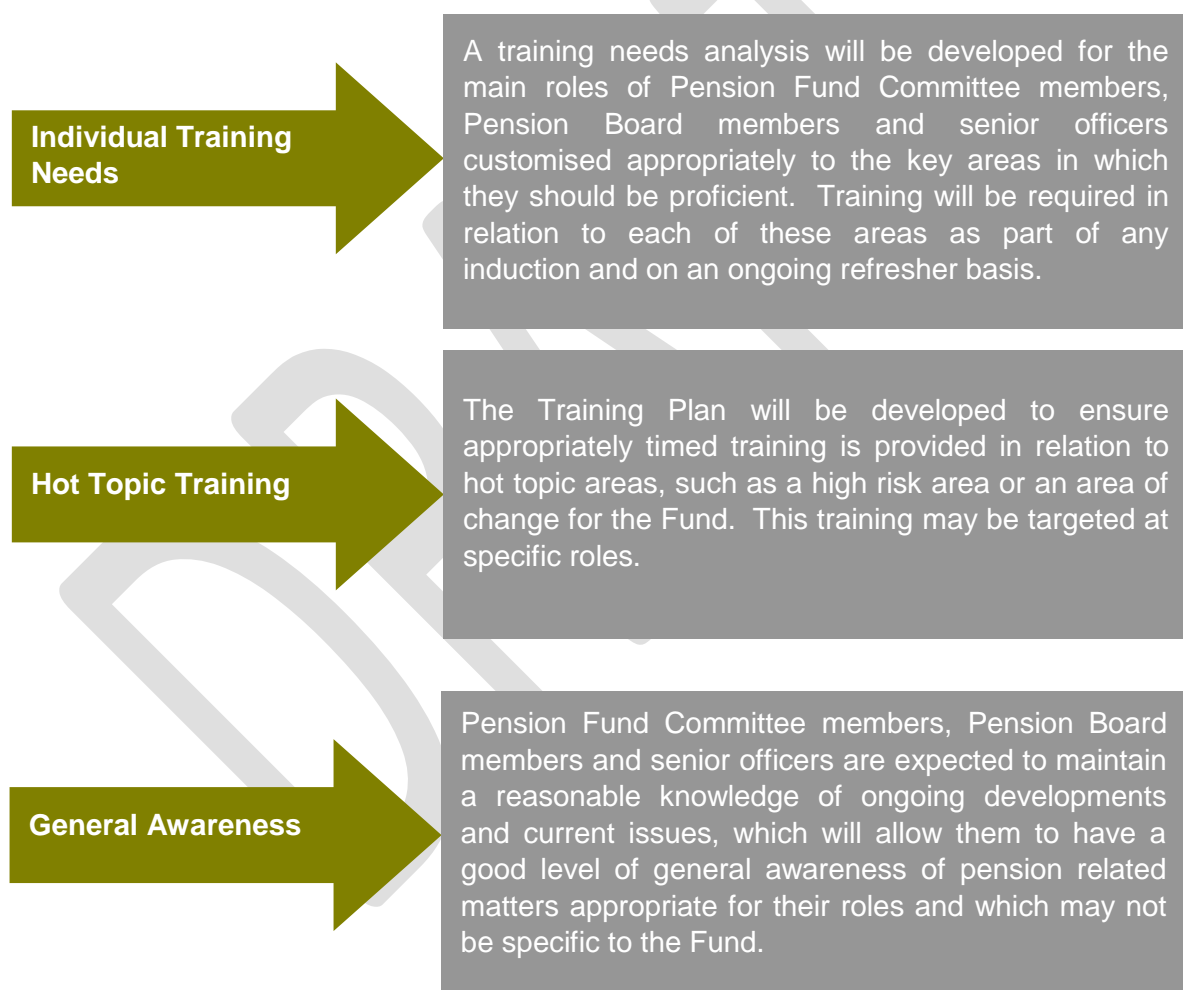 Individual Training
Needs
A training needs analysis will be developed for the
main roles of Pension Fund Committee members,
Pension Board members and senior officers
customised appropriately to the key areas in which
they should be proficient.  Training will be required in
relation to each of these areas as part of any
induction and on an ongoing refresher basis.
Hot Topic Training
The Training Plan will be developed to ensure
appropriately timed training is provided in relation to
hot topic areas, such as a high risk area or an area of
change for the Fund.  This training may be targeted at
specific roles.
General Awareness
Pension Fund Committee members, Pension Board
members and senior officers are expected to maintain
a reasonable knowledge of ongoing developments
and current issues, which will allow them to have a
good level of general awareness of pension related
matters appropriate for their roles and which may not
be specific to the Fund.